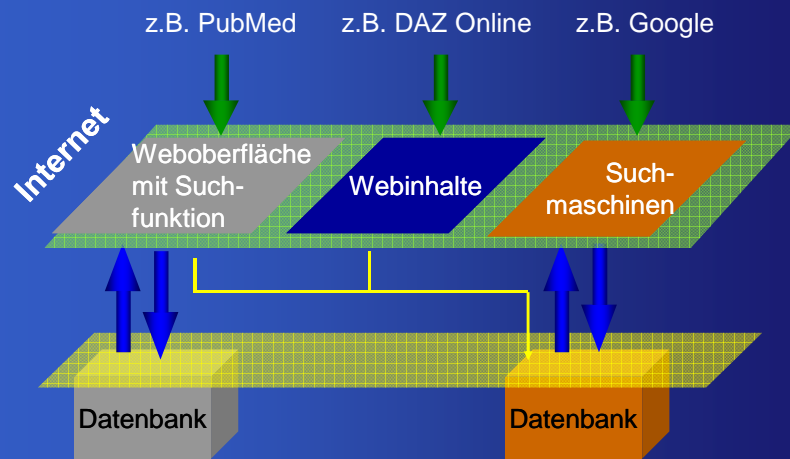 z.B. PubMed
z.B. DAZ Online
z.B. Google
Internet
Weboberfläche
mit Such-
funktion
Webinhalte
Such-
maschinen
Datenbank
Datenbank